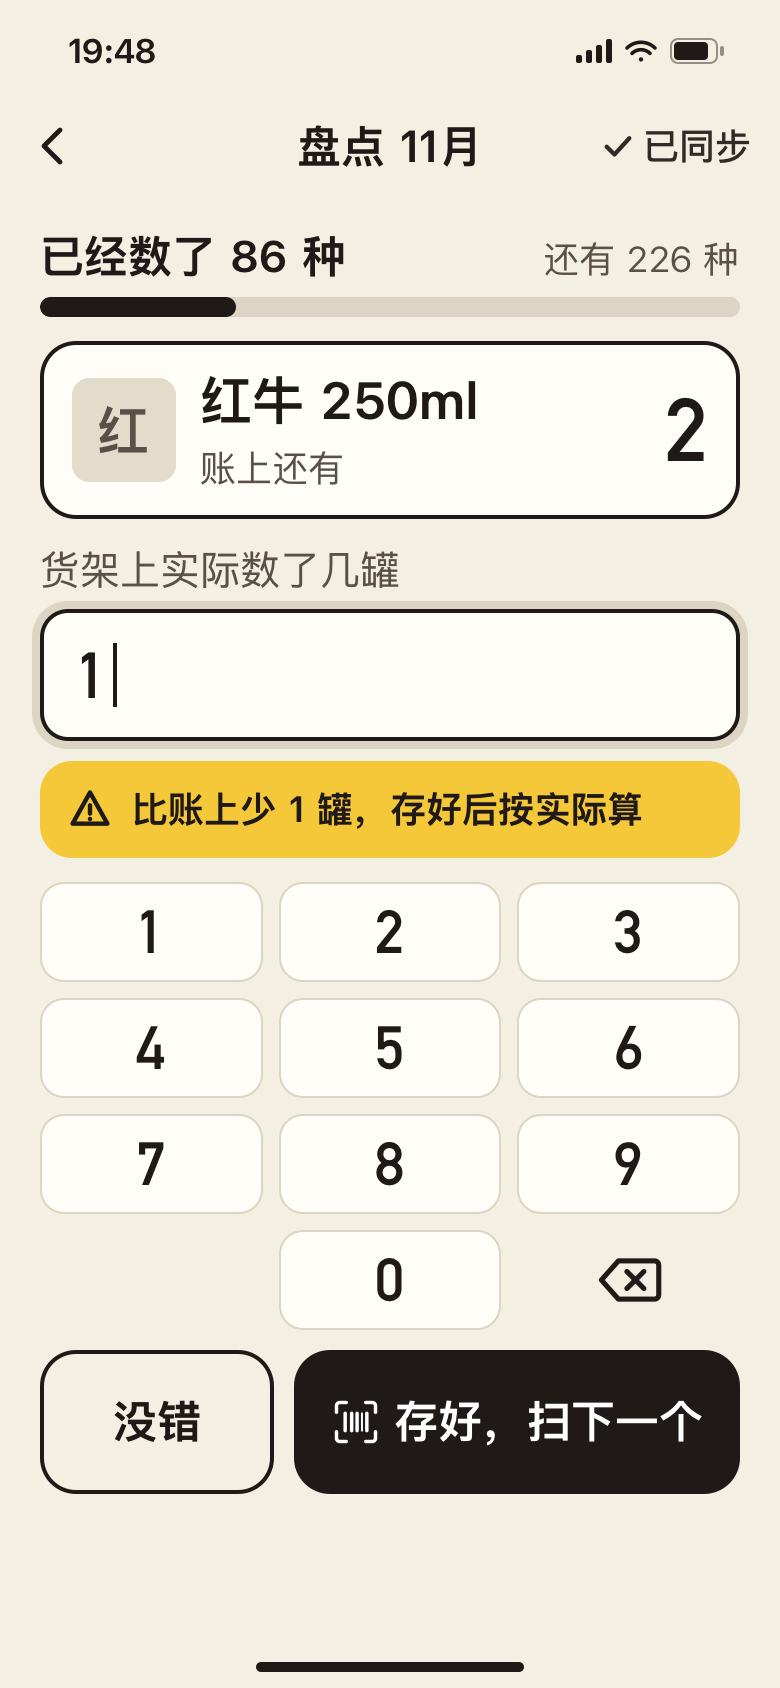 19:48
盘点 11月
已同步
已经数了 86 种
还有 226 种
红
红牛 250ml
账上还有
2
货架上实际数了几罐
1
比账上少 1 罐，存好后按实际算
1 2 3
4 5 6
7 8 9
0
没错
存好，扫下一个